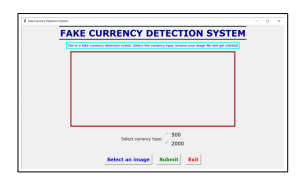 Fake Currency Detection System
FAKE CURRENCY DETECTION SYSTEM
This is a fake currency detection sytem. Select the currency type, browse your image file and get started!
Select currency type:
500
2000
Select an image Submit Exit